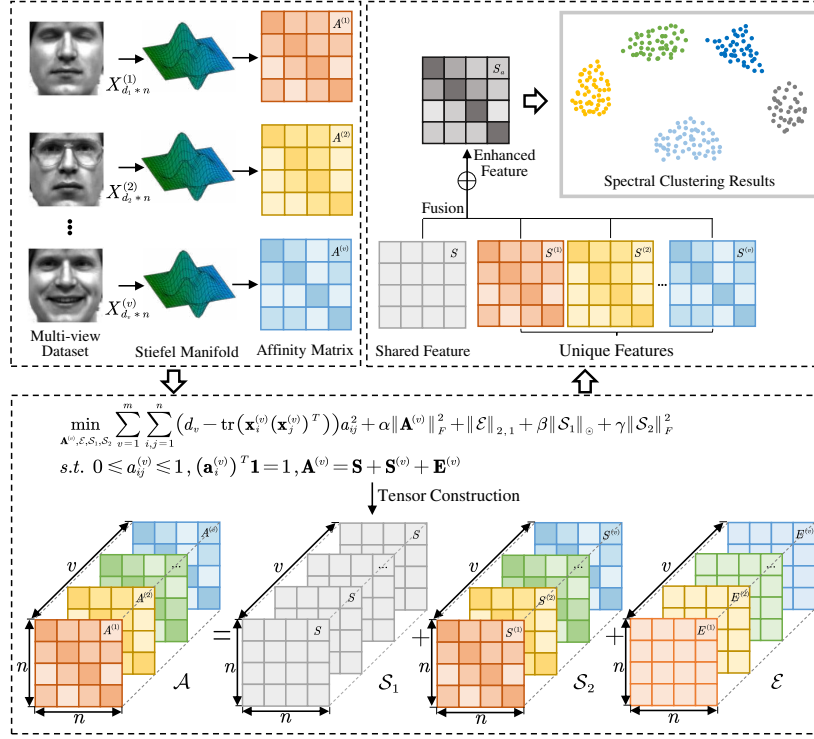 X^{(1)}_{d_1 * n}
A^{(1)}
X^{(2)}_{d_2 * n}
A^{(2)}
X^{(v)}_{d_v * n}
A^{(v)}
Multi-view
Dataset
Stiefel Manifold
Affinity Matrix
S_a
Enhanced
Feature
Spectral Clustering Results
Fusion
S
S^{(1)}
S^{(2)}
...
S^{(v)}
Shared Feature
Unique Features
min_{A^{(v)},ℰ,𝒮_1,𝒮_2} ∑_{v=1}^{m} ∑_{i,j=1}^{n} (d_v − tr(x_i^{(v)}(x_j^{(v)})^T))a_{ij}^2 + α‖A^{(v)}‖_F^2 + ‖ℰ‖_{2,1} + β‖𝒮_1‖_⊛ + γ‖𝒮_2‖_F^2
s.t. 0 ≤ a_{ij}^{(v)} ≤ 1, (a_i^{(v)})^T 1 = 1, A^{(v)} = S + S^{(v)} + E^{(v)}
Tensor Construction
v
A^{(v)}
...
A^{(2)}
A^{(1)}
n
n
𝒜
=
v
S
...
S
S
n
n
𝒮_1
+
v
S^{(v)}
...
S^{(2)}
S^{(1)}
n
n
𝒮_2
+
v
E^{(v)}
...
E^{(2)}
E^{(1)}
n
n
ℰ